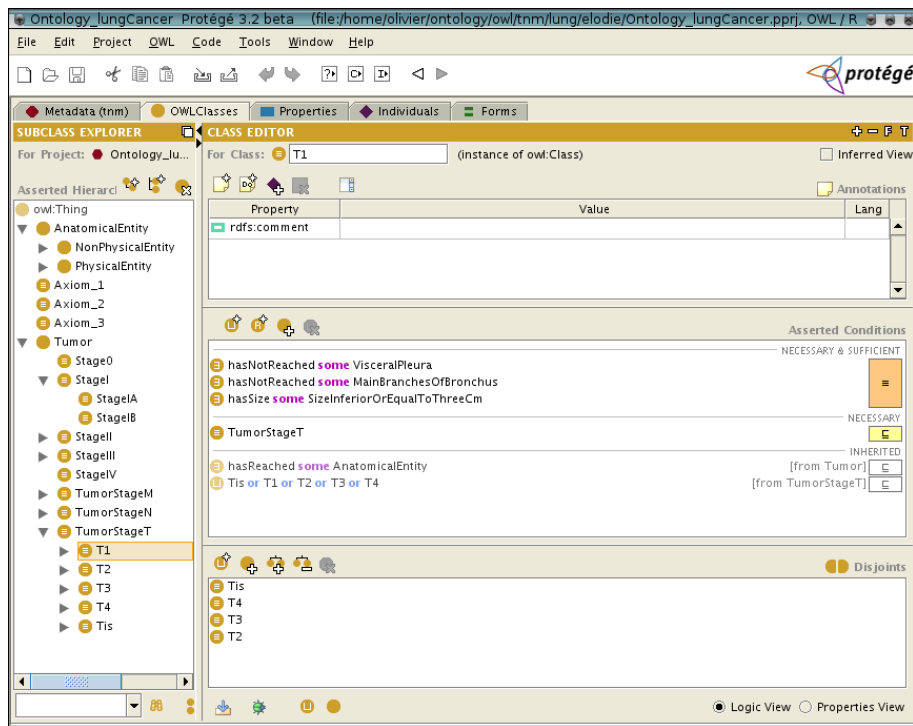 Ontology_lungCancer Protégé 3.2 beta (file:/home/olivier/ontology/owl/tnm/lung/elodie/Ontology_lungCancer.pprj, OWL / R
File Edit Project OWL Code Tools Window Help
protégé
Metadata (tnm) OWLClasses Properties Individuals Forms
SUBCLASS EXPLORER CLASS EDITOR F T
For Project: Ontology_lu... For Class: T1 (instance of owl:Class) Inferred View
Asserted Hierarc Annotations
Property Value Lang
rdfs:comment
owl:Thing
AnatomicalEntity
NonPhysicalEntity
PhysicalEntity
Axiom_1
Axiom_2
Axiom_3
Tumor
Stage0
StageI
StageIA
StageIB
StageII
StageIII
StageIV
TumorStageM
TumorStageN
TumorStageT
T1
T2
T3
T4
Tis
Asserted Conditions
NECESSARY & SUFFICIENT
hasNotReached some VisceralPleura
hasNotReached some MainBranchesOfBronchus
hasSize some SizeInferiorOrEqualToThreeCm
NECESSARY
TumorStageT
INHERITED
hasReached some AnatomicalEntity [from Tumor]
Tis or T1 or T2 or T3 or T4 [from TumorStageT]
Disjoints
Tis
T4
T3
T2
Logic View Properties View